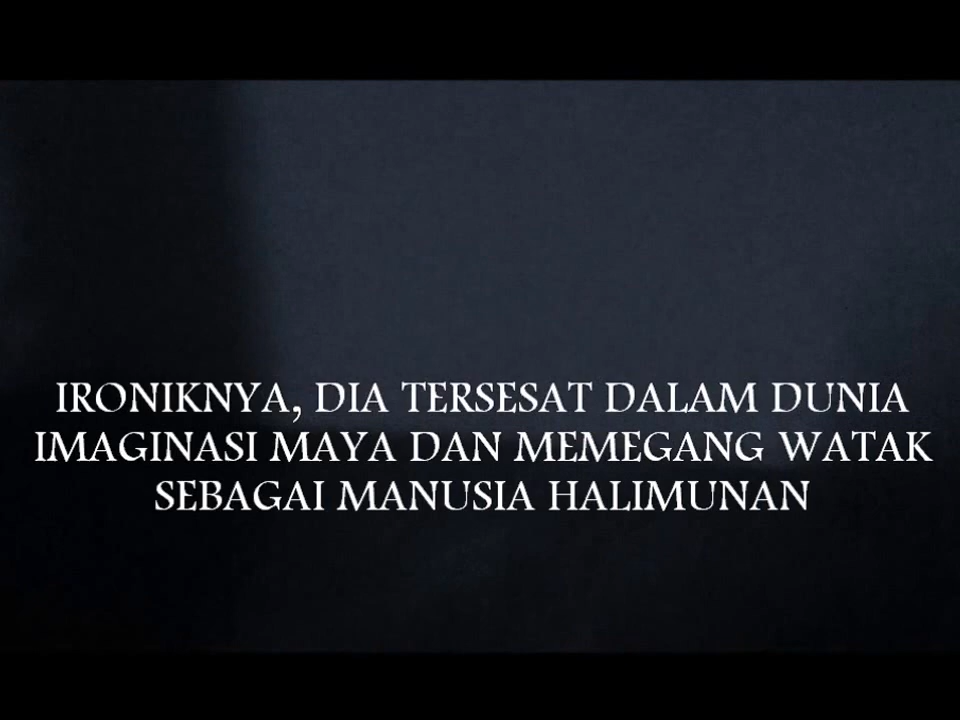 IRONIKNYA, DIA TERSESAT DALAM DUNIA
IMAGINASI MAYA DAN MEMEGANG WATAK
SEBAGAI MANUSIA HALIMUNAN